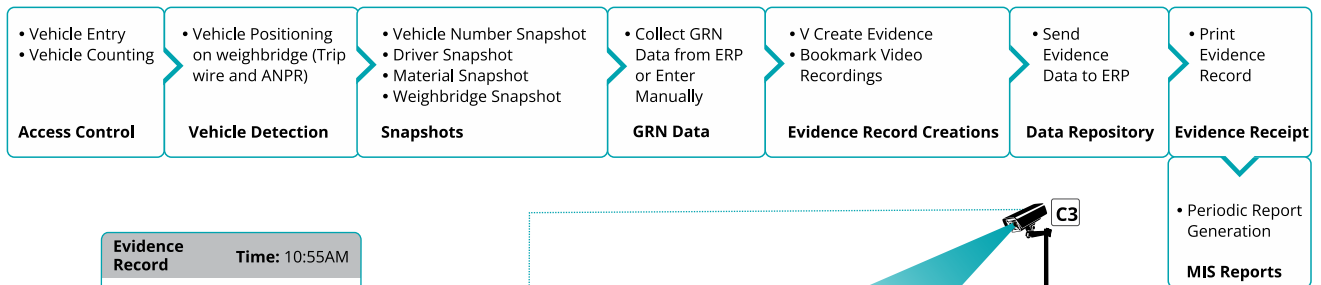 • Vehicle Entry
• Vehicle Counting
Access Control
• Vehicle Positioning
on weighbridge (Trip
wire and ANPR)
Vehicle Detection
• Vehicle Number Snapshot
• Driver Snapshot
• Material Snapshot
• Weighbridge Snapshot
Snapshots
• Collect GRN
Data from ERP
or Enter
Manually
GRN Data
• V Create Evidence
• Bookmark Video
Recordings
Evidence Record Creations
• Send
Evidence
Data to ERP
Data Repository
• Print
Evidence
Record
Evidence Receipt
• Periodic Report
Generation
MIS Reports
Evidence
Record
Time: 10:55AM
C3